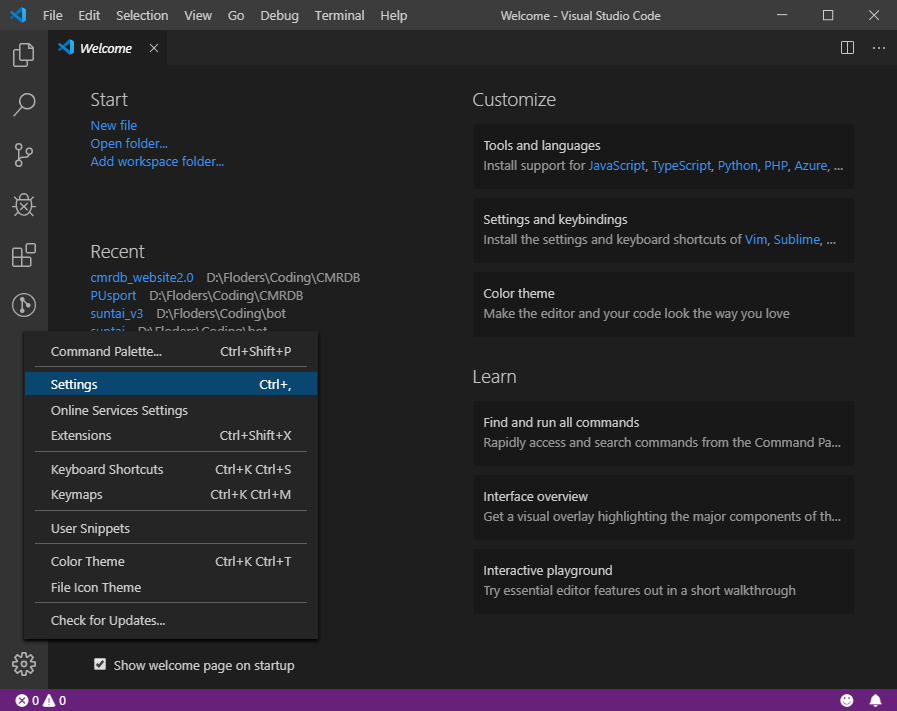 File Edit Selection View Go Debug Terminal Help Welcome - Visual Studio Code
Welcome
Start
New file
Open folder...
Add workspace folder...
Recent
cmrdb_website2.0 D:\Floders\Coding\CMRDB
PUsport D:\Floders\Coding\CMRDB
suntai_v3 D:\Floders\Coding\bot
suntai D:\Floders\Coding\bot
Command Palette... Ctrl+Shift+P
Settings Ctrl+,
Online Services Settings
Extensions Ctrl+Shift+X
Keyboard Shortcuts Ctrl+K Ctrl+S
Keymaps Ctrl+K Ctrl+M
User Snippets
Color Theme Ctrl+K Ctrl+T
File Icon Theme
Check for Updates...
Show welcome page on startup
Customize
Tools and languages
Install support for JavaScript, TypeScript, Python, PHP, Azure, ...
Settings and keybindings
Install the settings and keyboard shortcuts of Vim, Sublime, ...
Color theme
Make the editor and your code look the way you love
Learn
Find and run all commands
Rapidly access and search commands from the Command Pa...
Interface overview
Get a visual overlay highlighting the major components of th...
Interactive playground
Try essential editor features out in a short walkthrough
0 0